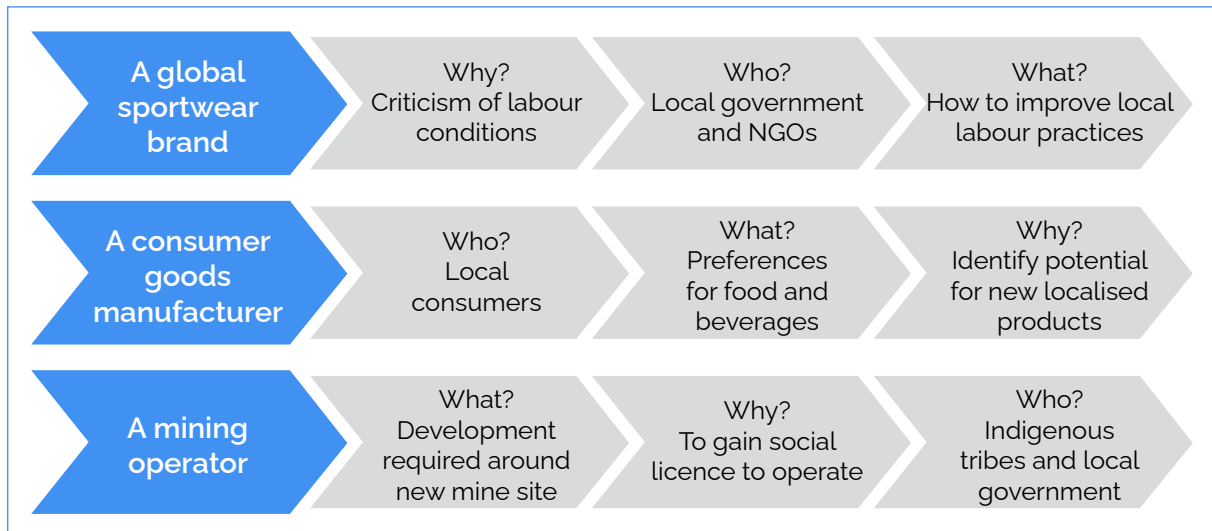 A global
sportwear
brand
Why?
Criticism of labour
conditions
Who?
Local government
and NGOs
What?
How to improve local
labour practices
A consumer
goods
manufacturer
Who?
Local
consumers
What?
Preferences
for food and
beverages
Why?
Identify potential
for new localised
products
A mining
operator
What?
Development
required around
new mine site
Why?
To gain social
licence to operate
Who?
Indigenous
tribes and local
government